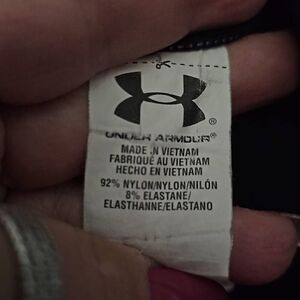 UNDER ARMOUR®
MADE IN VIETNAM
FABRIQUÉ AU VIETNAM
HECHO EN VIETNAM
92% NYLON/NYLON/NILÓN
8% ELASTANE/
ELASTHANNE/ELASTANO